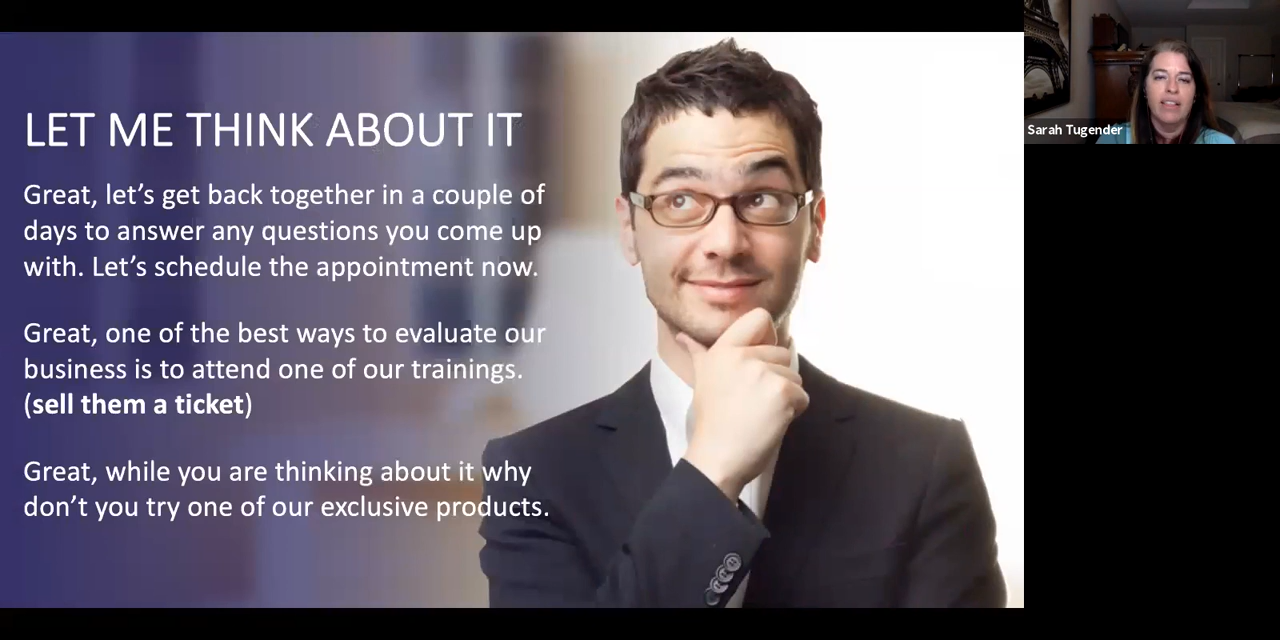 LET ME THINK ABOUT IT
Great, let’s get back together in a couple of
days to answer any questions you come up
with. Let’s schedule the appointment now.
Great, one of the best ways to evaluate our
business is to attend one of our trainings.
(sell them a ticket)
Great, while you are thinking about it why
don’t you try one of our exclusive products.
Sarah Tugender